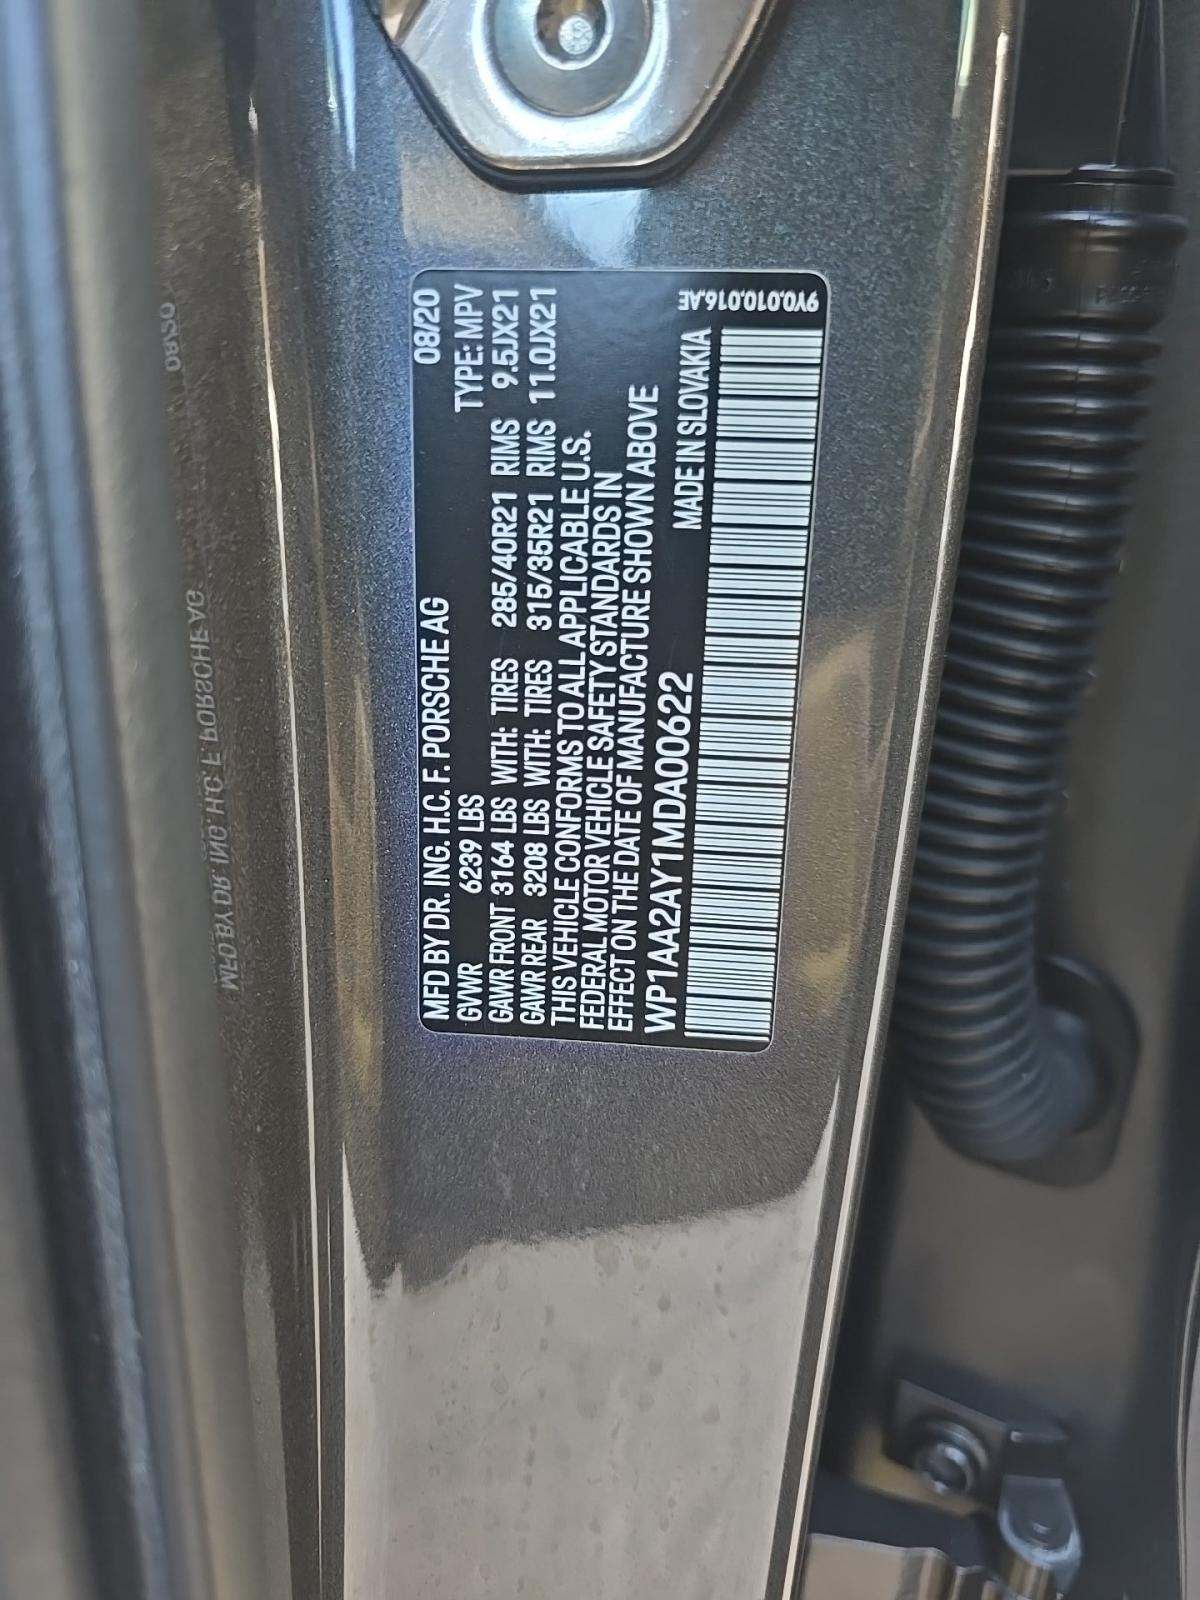 MFD BY DR. ING. H.C. F. PORSCHE AG 08/20
GVWR 6239 LBS TYPE: MPV
GAWR FRONT 3164 LBS WITH: TIRES 285/40R21 RIMS 9.5JX21
GAWR REAR 3208 LBS WITH: TIRES 315/35R21 RIMS 11.0JX21
THIS VEHICLE CONFORMS TO ALL APPLICABLE U.S.
FEDERAL MOTOR VEHICLE SAFETY STANDARDS IN
EFFECT ON THE DATE OF MANUFACTURE SHOWN ABOVE
WP1AA2AY1MDA00622 MADE IN SLOVAKIA
9Y0.010.016.AE